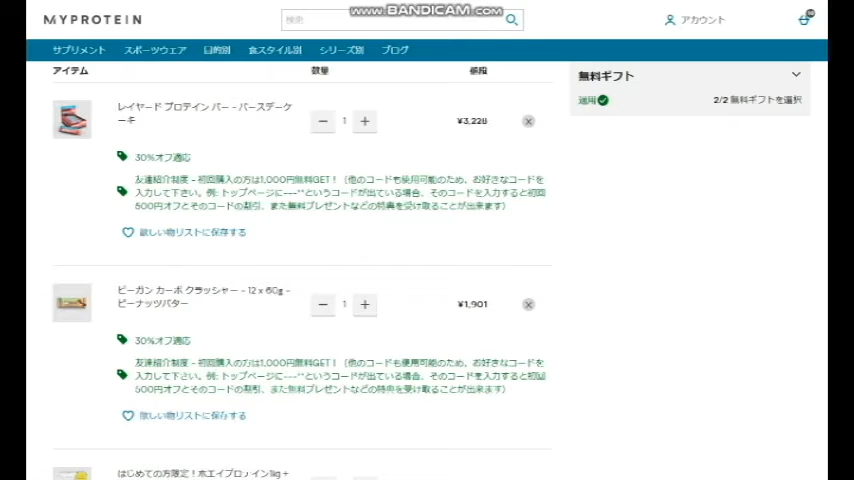 www.BANDICAM.com
MYPROTEIN
検索
アカウント
サプリメント スポーツウェア 目的別 食スタイル別 シリーズ別 ブログ
アイテム 数量 値段
無料ギフト
適用 2/2 無料ギフトを選択
レイヤード プロテイン バー - バースデーケ
ーキ
1
¥3,228
30%オフ適応
友達紹介制度 - 初回購入の方は1,000円無料GET！（他のコードも使用可能のため、お好きなコードを
入力して下さい。例: トップページに---**というコードが出ている場合、そのコードを入力すると初回
500円オフとそのコードの割引、また無料プレゼントなどの特典を受け取ることが出来ます）
欲しい物リストに保存する
ビーガン カーボ クラッシャー - 12 x 60g -
ピーナッツバター
1
¥1,901
30%オフ適応
友達紹介制度 - 初回購入の方は1,000円無料GET！（他のコードも使用可能のため、お好きなコードを
入力して下さい。例: トップページに---**というコードが出ている場合、そのコードを入力すると初回
500円オフとそのコードの割引、また無料プレゼントなどの特典を受け取ることが出来ます）
欲しい物リストに保存する
はじめての方限定！ホエイプロテイン1kg +